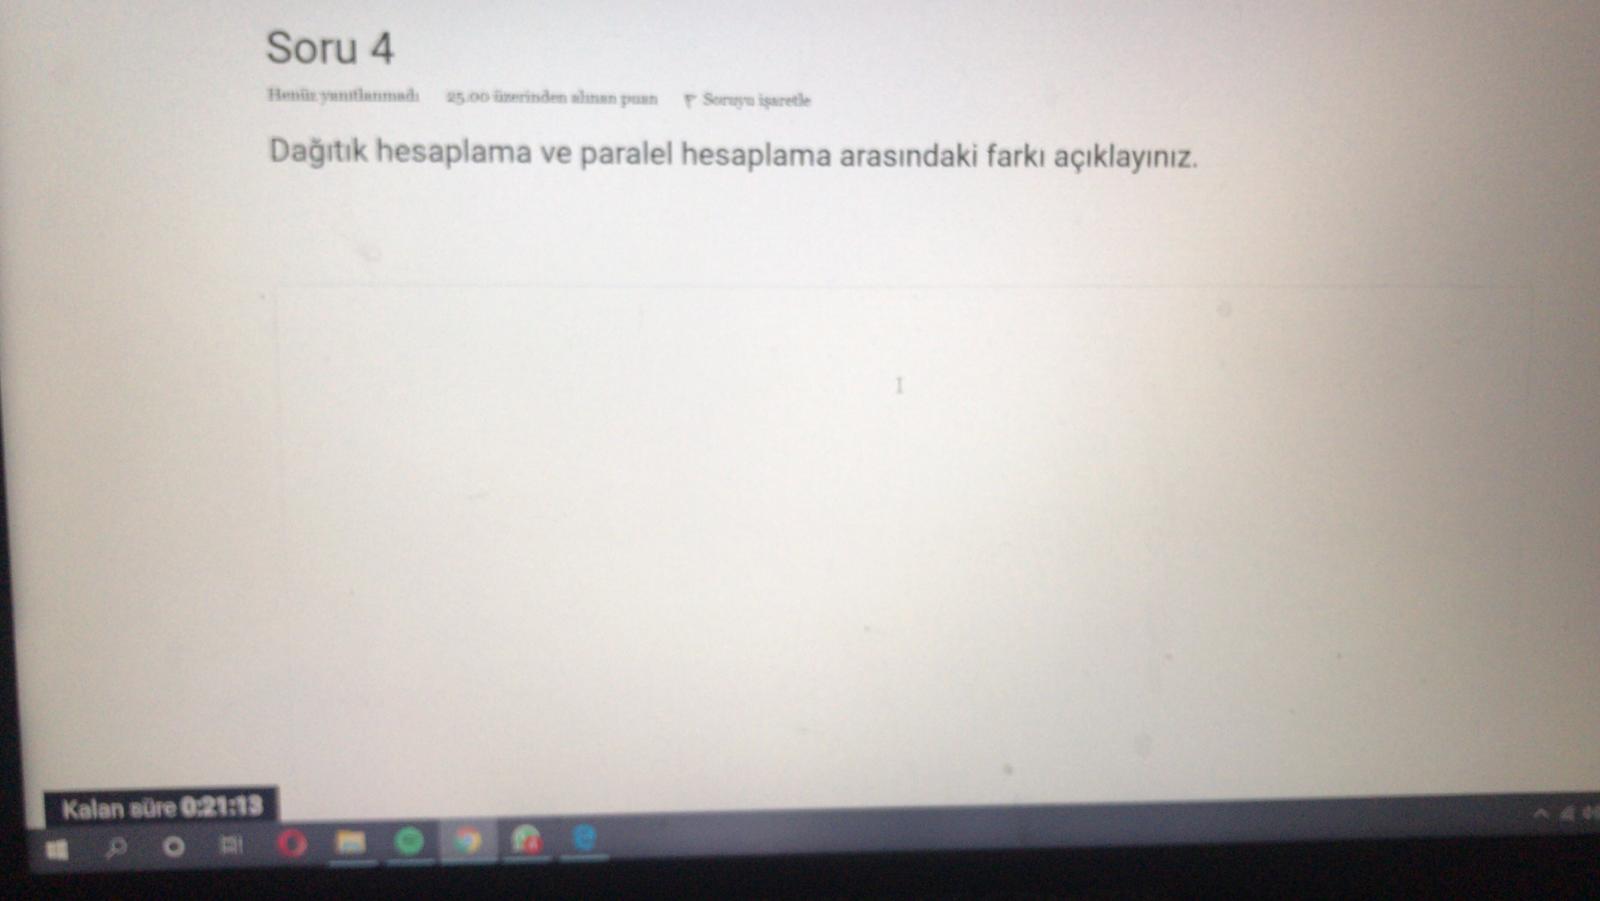 Soru 4
Henüz yanıtlanmadı 25.00 üzerinden alınan puan Soruyu işaretle
Dağıtık hesaplama ve paralel hesaplama arasındaki farkı açıklayınız.
Kalan süre 0:21:13